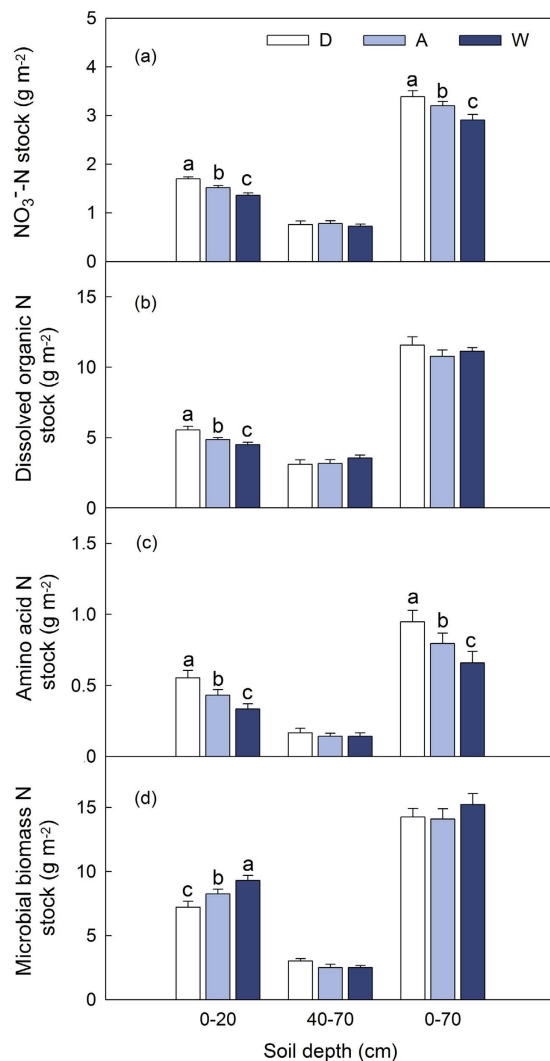 5
4
3
2
1
0
NO3⁻-N stock (g m⁻²)
(a)
D A W
a b c
a b c
15
10
5
0
Dissolved organic N
stock (g m⁻²)
(b)
a b c
1.5
1.0
0.5
0
Amino acid N
stock (g m⁻²)
(c)
a b c
a b c
15
10
5
0
Microbial biomass N
stock (g m⁻²)
(d)
c b a
0-20 40-70 0-70
Soil depth (cm)